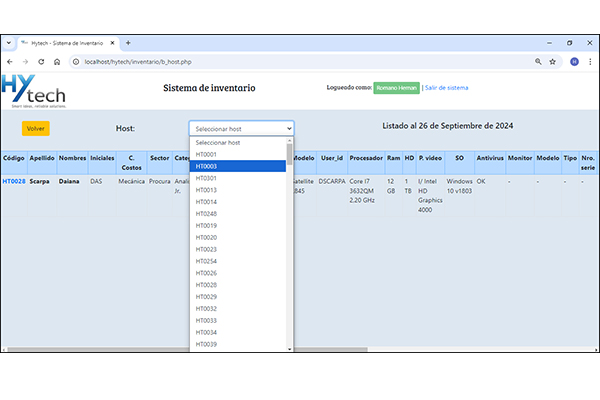 Hytech - Sistema de Inventario
localhost/hytech/inventario/b_host.php
Hytech
Smart ideas, reliable solutions.
Sistema de inventario
Logueado como: Romano Hernan | Salir de sistema
Volver
Host:
Seleccionar host
Listado al 26 de Septiembre de 2024
Código Apellido Nombres Iniciales C. Costos Sector Categ Modelo User_id Procesador Ram HD P. video SO Antivirus Monitor Modelo Tipo Nro. serie
HT0028 Scarpa Daiana DAS Mecánica Procura Analis Jr. Satellite 845 DSCARPA Core I7 3632QM 2.20 GHz 12 GB 1 TB I/ Intel HD Graphics 4000 Windows 10 v1803 OK - - - -
Seleccionar host
HT0001
HT0003
HT0301
HT0013
HT0014
HT0248
HT0019
HT0020
HT0023
HT0254
HT0026
HT0028
HT0029
HT0032
HT0033
HT0034
HT0039